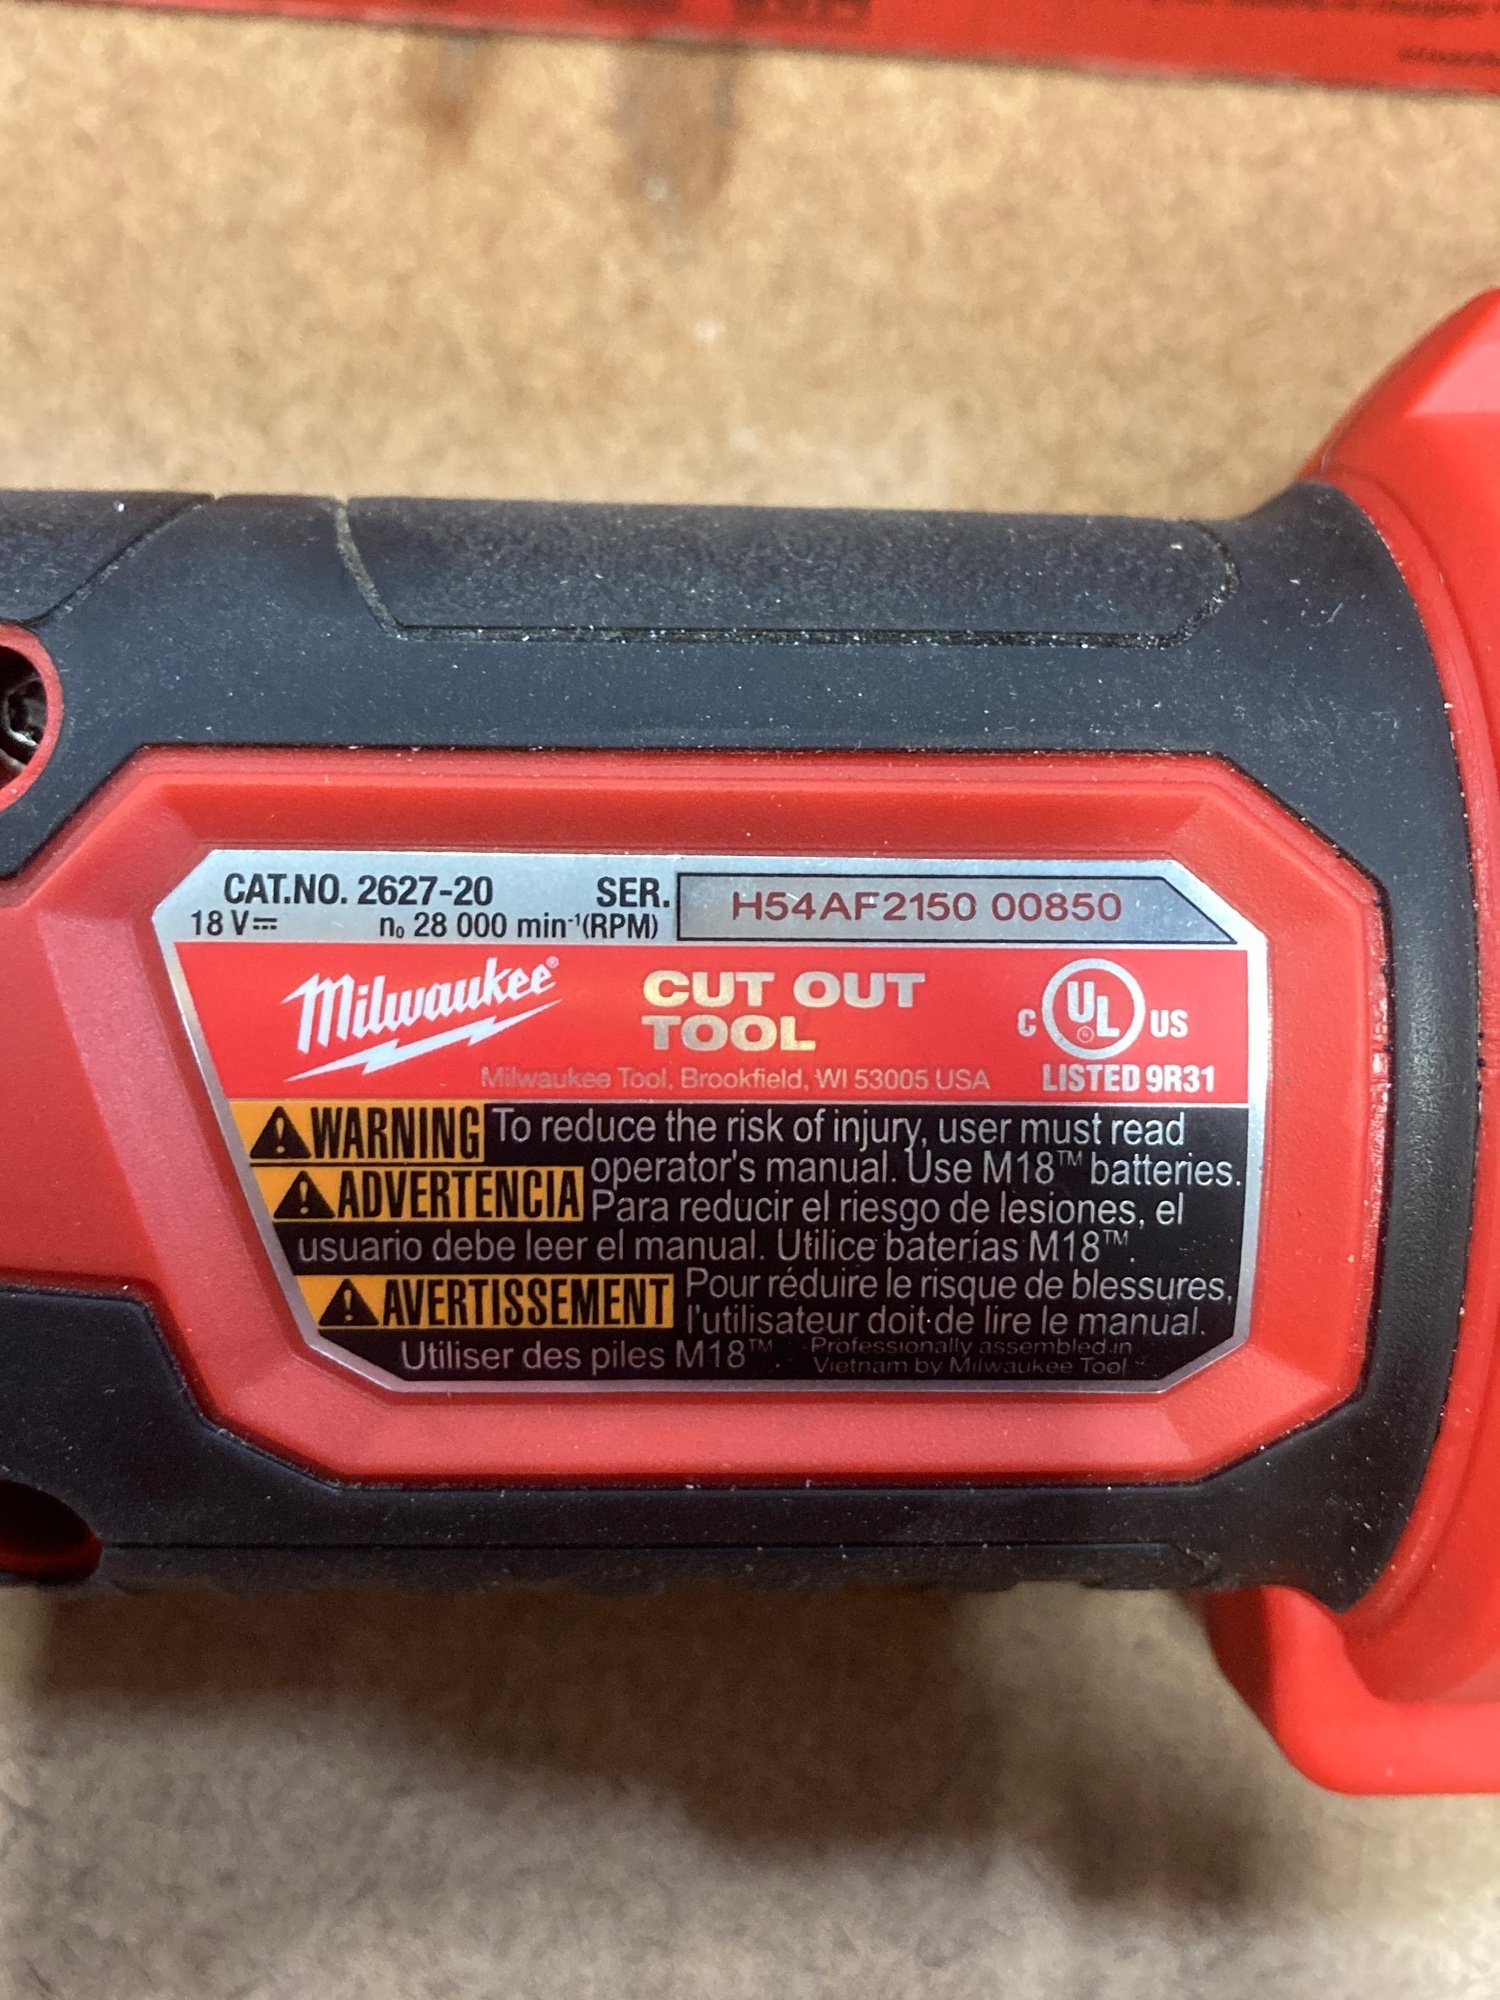 CAT.NO. 2627-20 SER. H54AF2150 00850
18 V⎓ n₀ 28 000 min⁻¹(RPM)
Milwaukee® CUT OUT
TOOL
C UL US
Milwaukee Tool, Brookfield, WI 53005 USA LISTED 9R31
WARNING To reduce the risk of injury, user must read
operator's manual. Use M18™ batteries.
ADVERTENCIA Para reducir el riesgo de lesiones, el
usuario debe leer el manual. Utilice baterías M18™.
AVERTISSEMENT Pour réduire le risque de blessures,
l'utilisateur doit de lire le manual.
Utiliser des piles M18™. Professionally assembled in
Vietnam by Milwaukee Tool